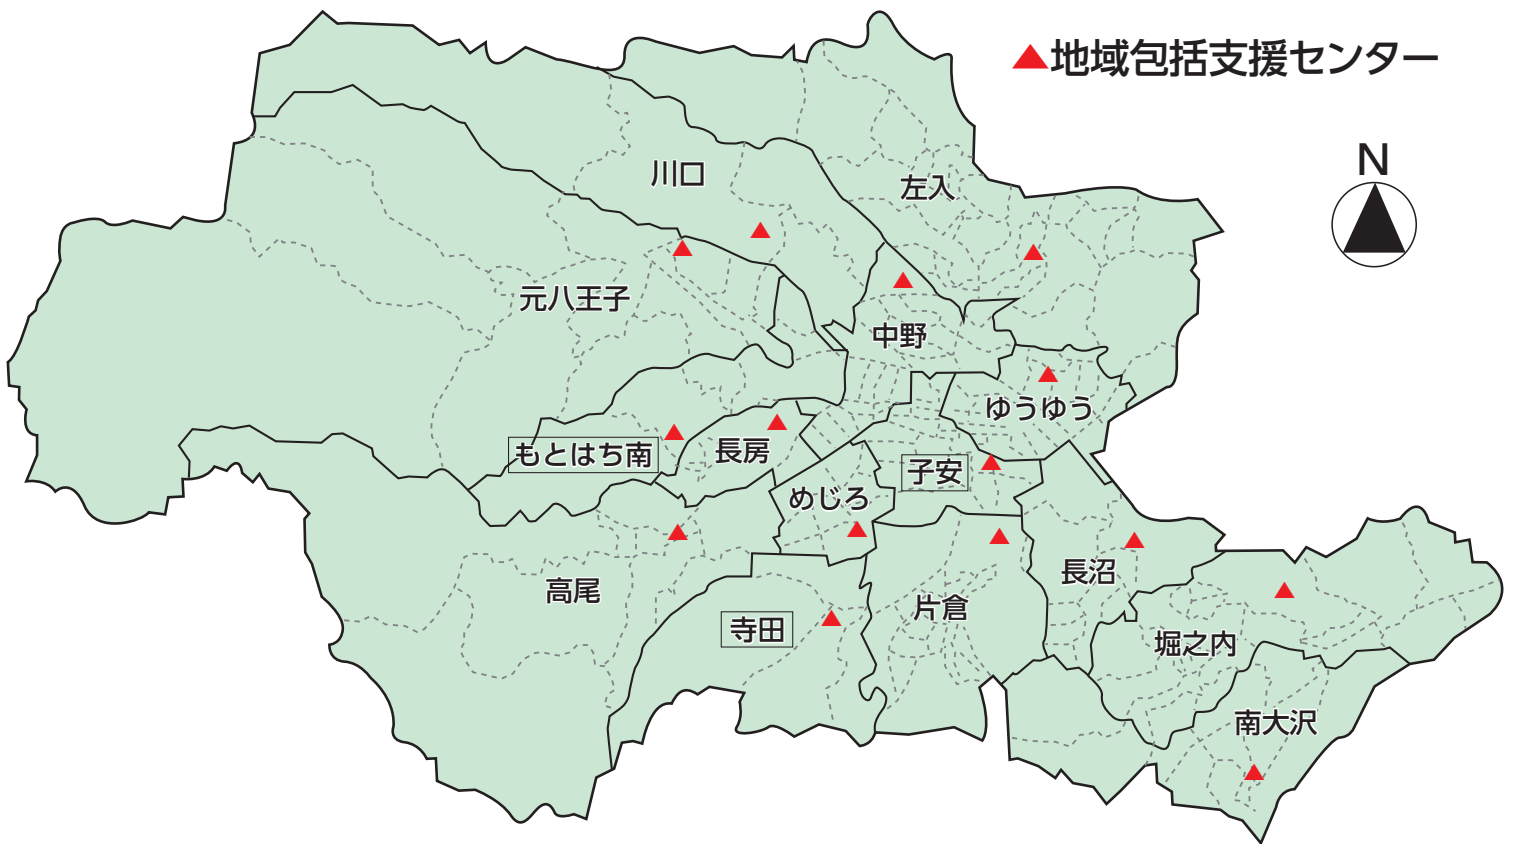 地域包括支援センター
N
川口
左入
元八王子
中野
ゆうゆう
もとはち南
長房
子安
めじろ
長沼
高尾
片倉
寺田
堀之内
南大沢